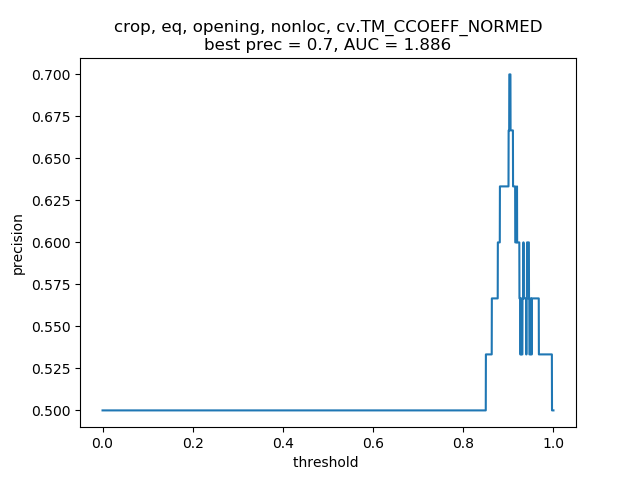 crop, eq, opening, nonloc, cv.TM_CCOEFF_NORMED
best prec = 0.7, AUC = 1.886
0.700
0.675
0.650
0.625
0.600
0.575
0.550
0.525
0.500
precision
0.0 0.2 0.4 0.6 0.8 1.0
threshold